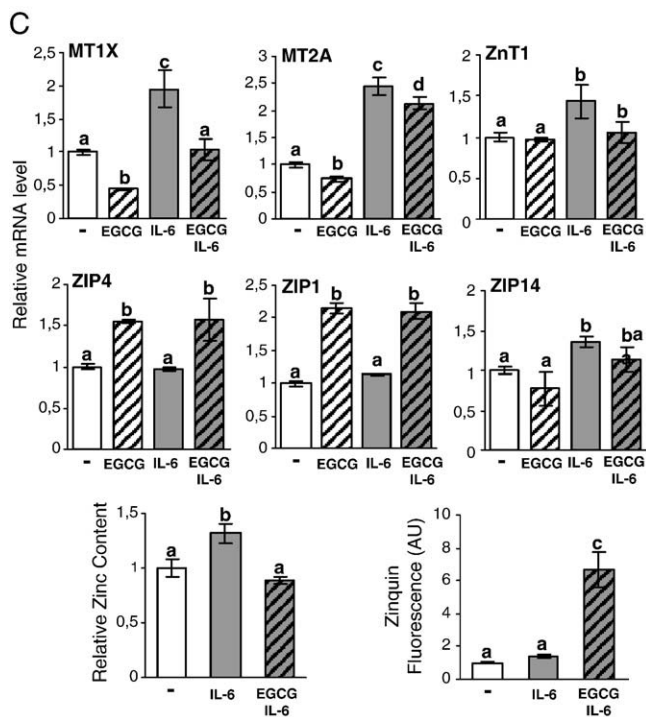 C
Relative mRNA level
MT1X
2,5
2
1,5
1
0,5
0
a
b
c
a
-
EGCG
IL-6
EGCG
IL-6
MT2A
3
2,5
2
1,5
1
0,5
0
a
b
c
d
-
EGCG
IL-6
EGCG
IL-6
ZnT1
2
1,5
1
0,5
0
a
a
b
b
-
EGCG
IL-6
EGCG
IL-6
ZIP4
2
1,5
1
0,5
0
a
b
a
b
-
EGCG
IL-6
EGCG
IL-6
ZIP1
2,5
2
1,5
1
0,5
0
a
b
a
b
-
EGCG
IL-6
EGCG
IL-6
ZIP14
2
1,5
1
0,5
0
a
a
b
ba
a
-
EGCG
IL-6
EGCG
IL-6
Relative Zinc Content
1,5
1
0,5
0
a
b
a
-
IL-6
EGCG
IL-6
Zinquin
Fluorescence (AU)
10
8
6
4
2
0
a
a
c
-
IL-6
EGCG
IL-6